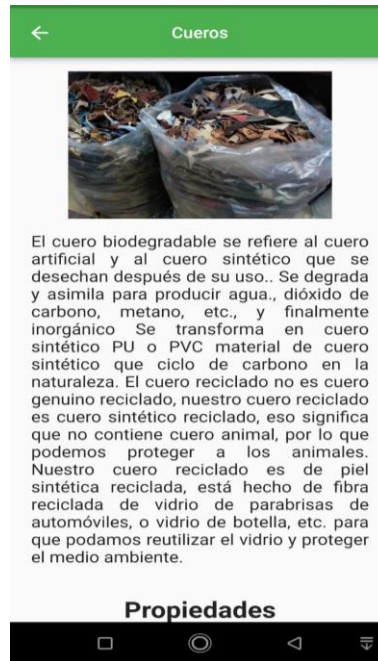 Cueros
El cuero biodegradable se refiere al cuero
artificial y al cuero sintético que se
desechan después de su uso.. Se degrada
y asimila para producir agua., dióxido de
carbono, metano, etc., y finalmente
inorgánico Se transforma en cuero
sintético PU o PVC material de cuero
sintético que ciclo de carbono en la
naturaleza. El cuero reciclado no es cuero
genuino reciclado, nuestro cuero reciclado
es cuero sintético reciclado, eso significa
que no contiene cuero animal, por lo que
podemos proteger a los animales.
Nuestro cuero reciclado es de piel
sintética reciclada, está hecho de fibra
reciclada de vidrio de parabrisas de
automóviles, o vidrio de botella, etc. para
que podamos reutilizar el vidrio y proteger
el medio ambiente.
Propiedades